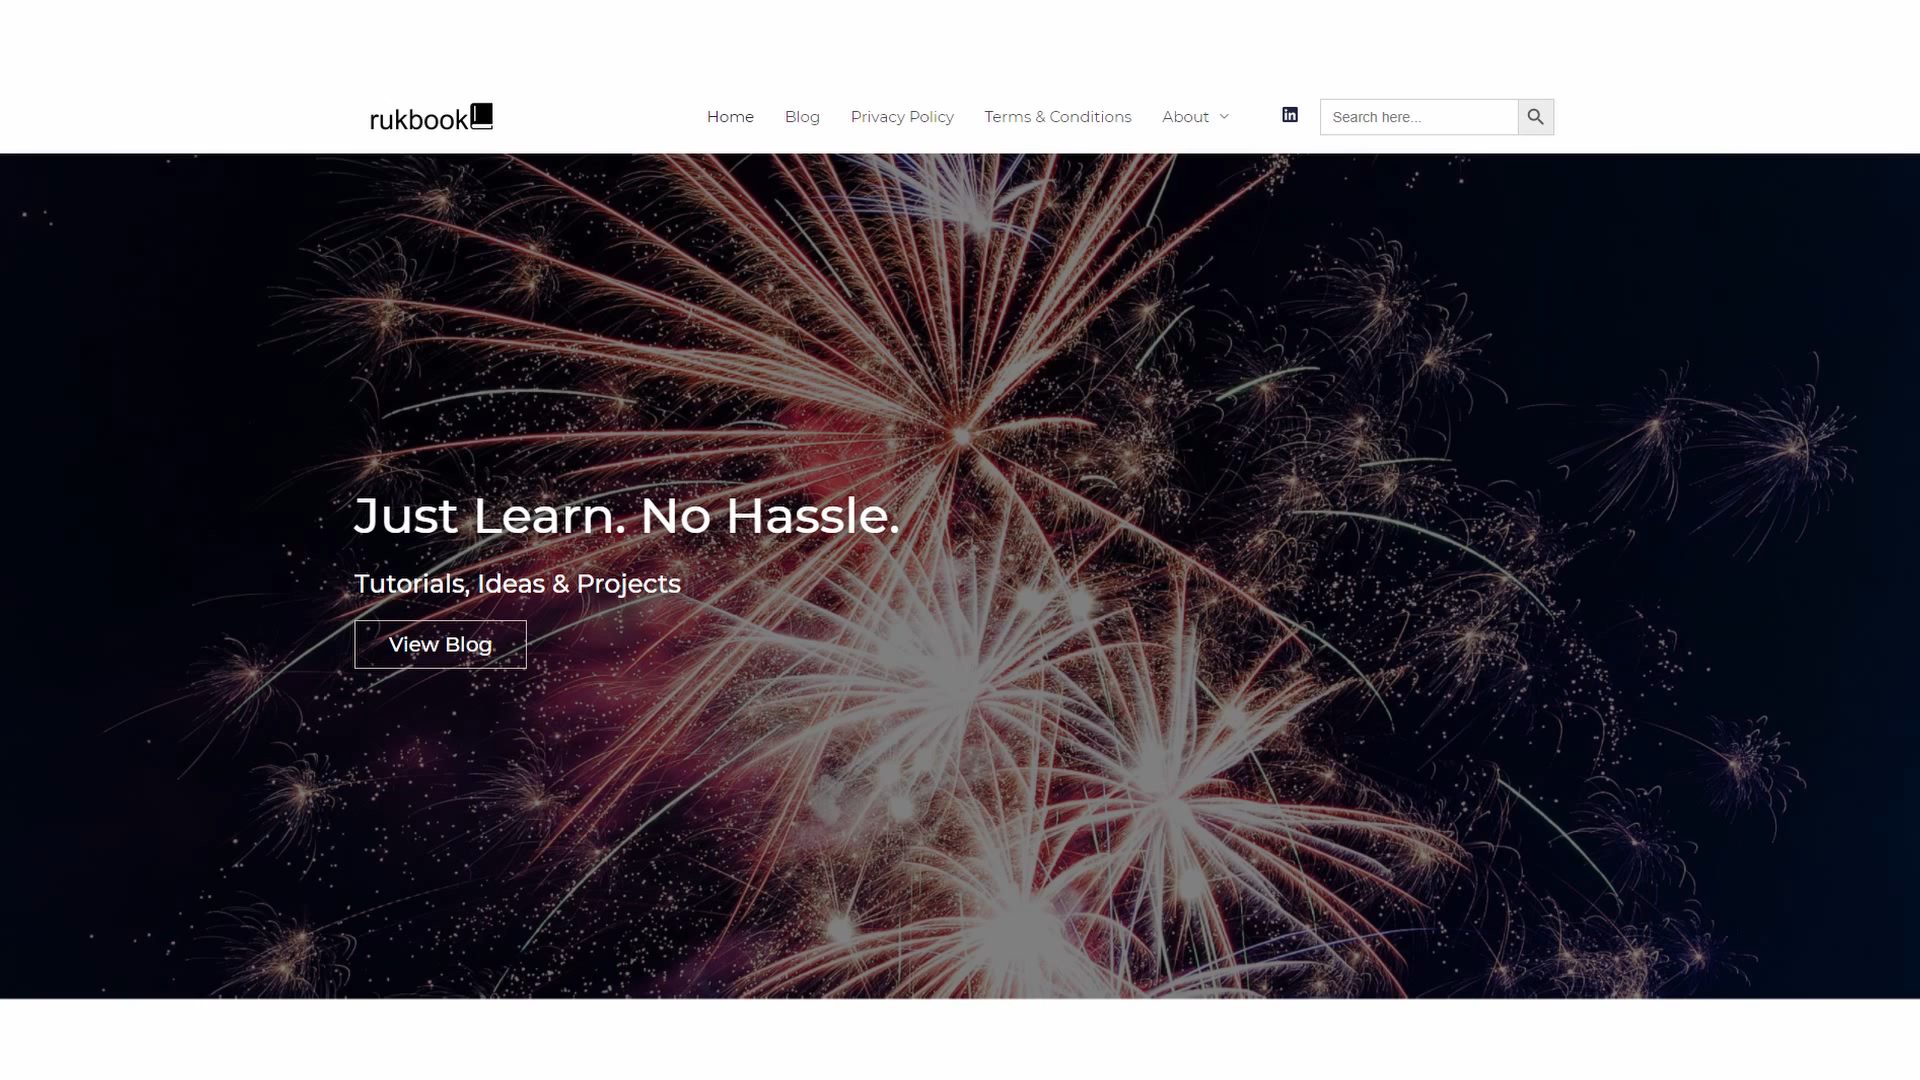 rukbook
Home Blog Privacy Policy Terms & Conditions About
Search here...
Just Learn. No Hassle.
Tutorials, Ideas & Projects
View Blog